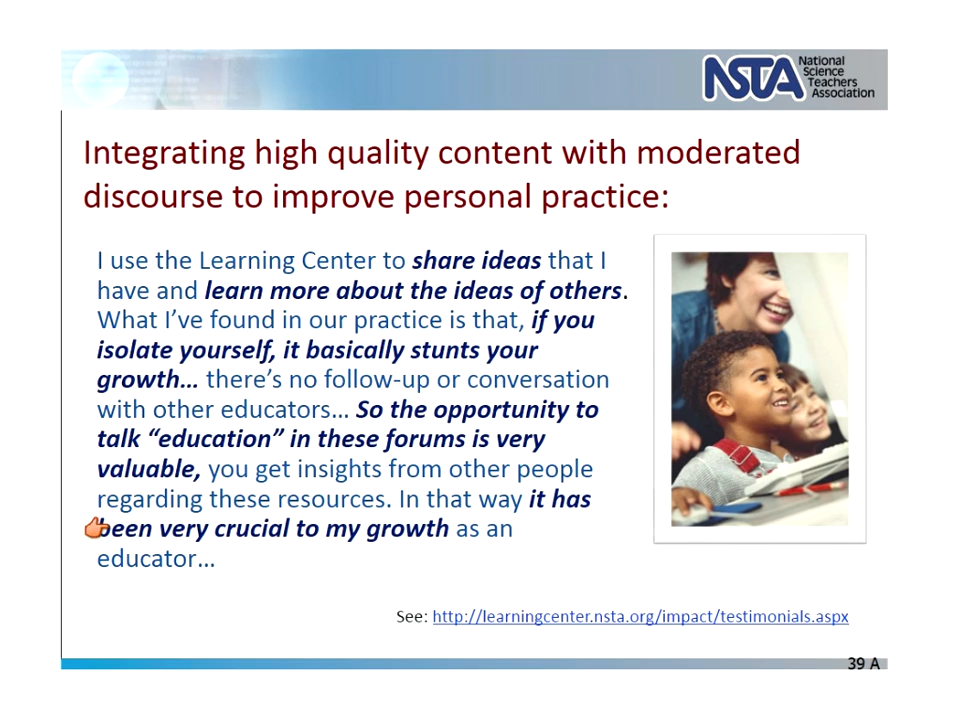 NSTA
National
Science
Teachers
Association
Integrating high quality content with moderated
discourse to improve personal practice:
I use the Learning Center to share ideas that I
have and learn more about the ideas of others.
What I’ve found in our practice is that, if you
isolate yourself, it basically stunts your
growth… there’s no follow-up or conversation
with other educators… So the opportunity to
talk “education” in these forums is very
valuable, you get insights from other people
regarding these resources. In that way it has
been very crucial to my growth as an
educator…
See: http://learningcenter.nsta.org/impact/testimonials.aspx
39 A